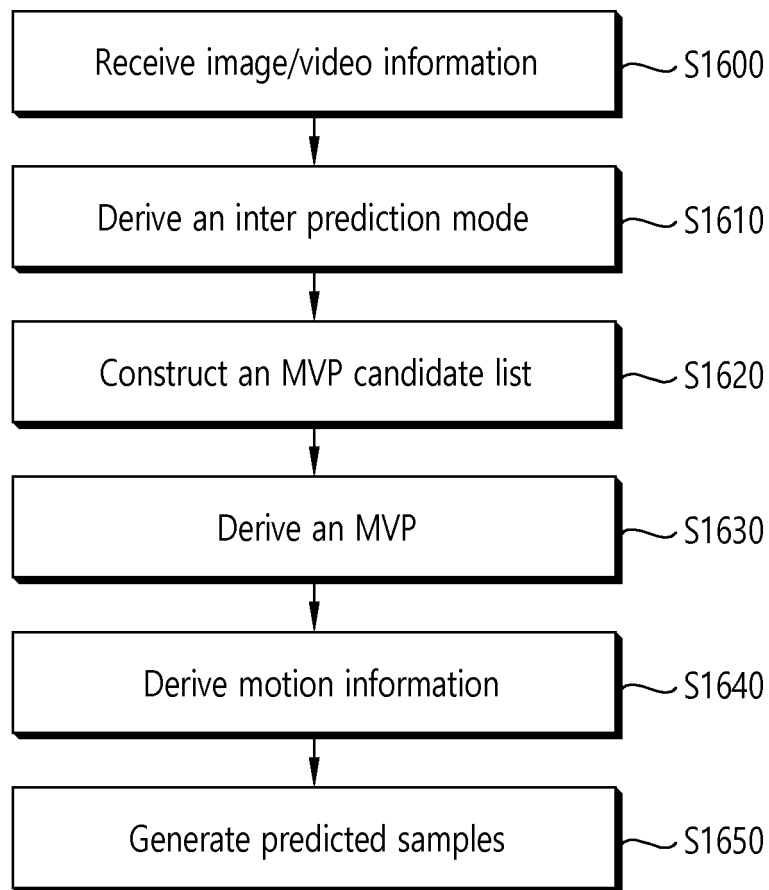 Receive image/video information
S1600
Derive an inter prediction mode
S1610
Construct an MVP candidate list
S1620
Derive an MVP
S1630
Derive motion information
S1640
Generate predicted samples
S1650